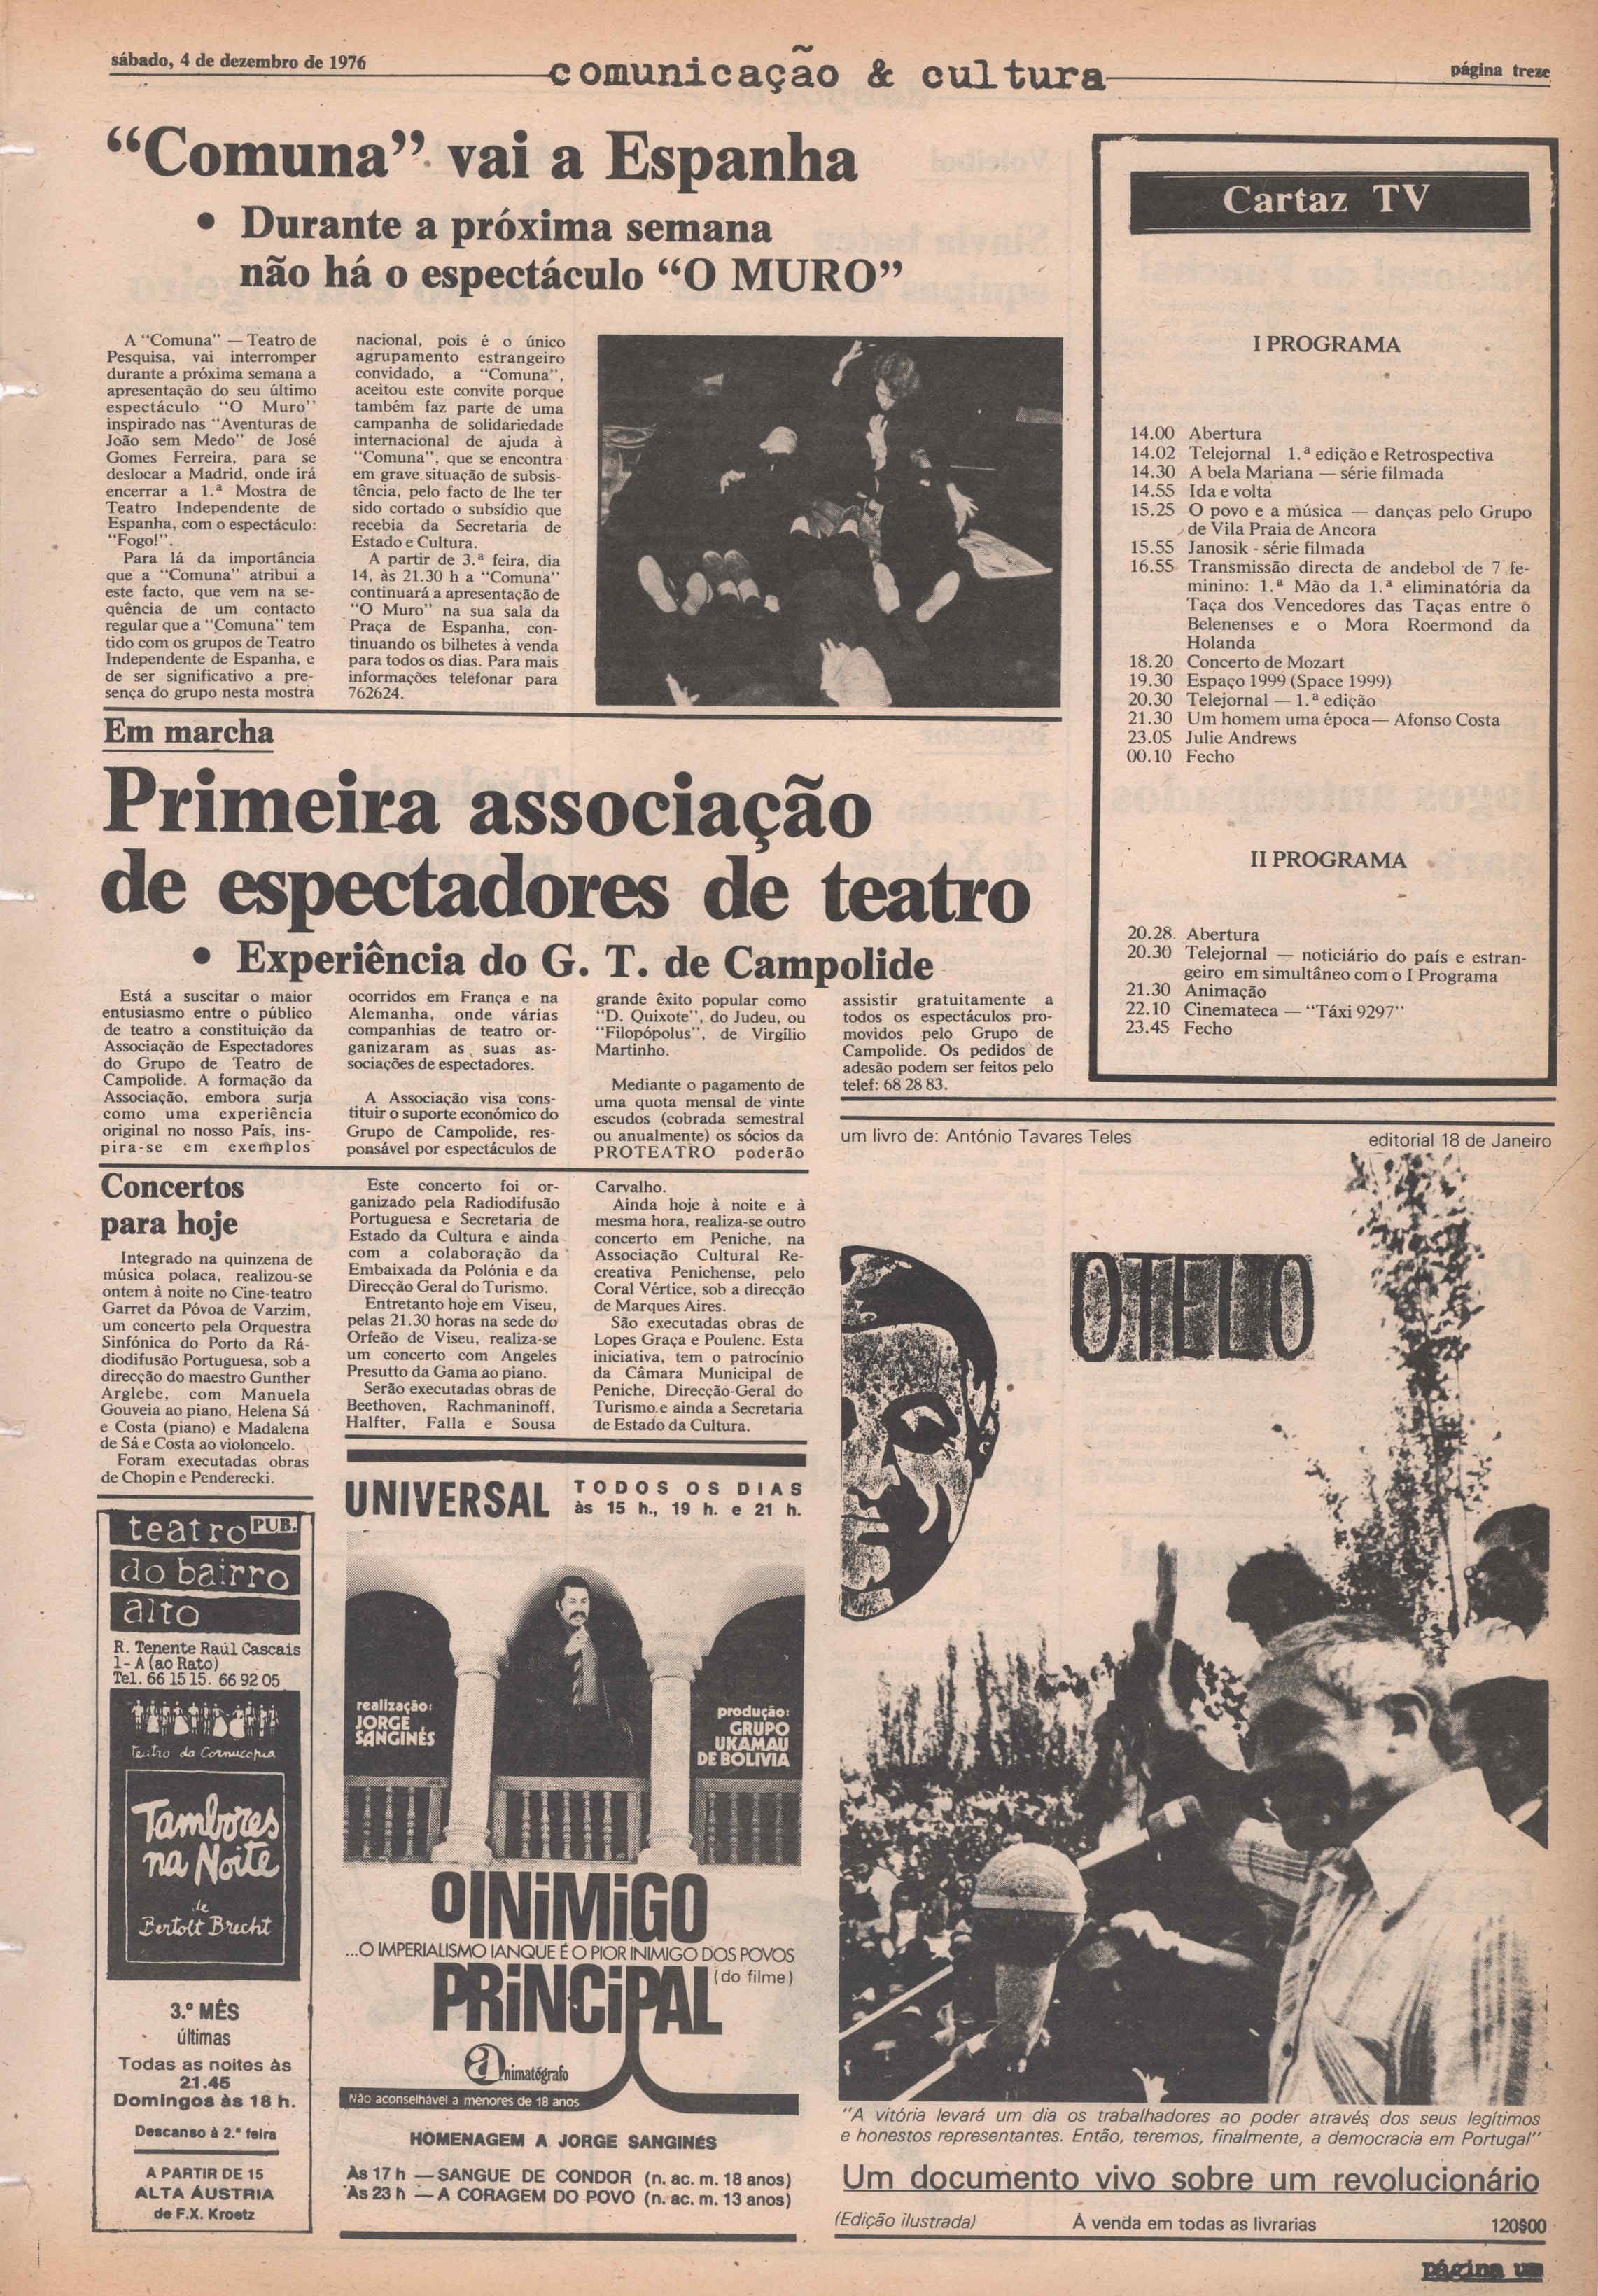 sábado, 4 de dezembro de 1976
comunicação & cultura
página treze
“Comuna” vai a Espanha
• Durante a próxima semana
não há o espectáculo “O MURO”
A “Comuna” — Teatro de
Pesquisa, vai interromper
durante a próxima semana a
apresentação do seu último
espectáculo “O Muro”
inspirado nas “Aventuras de
João sem Medo” de José
Gomes Ferreira, para se
deslocar a Madrid, onde irá
encerrar a 1.ª Mostra de
Teatro Independente de
Espanha, com o espectáculo:
“Fogo!”.
Para lá da importância
que a “Comuna” atribui a
este facto, que vem na se-
quência de um contacto
regular que a “Comuna” tem
tido com os grupos de Teatro
Independente de Espanha, e
de ser significativo a pre-
sença do grupo nesta mostra
nacional, pois é o único
agrupamento estrangeiro
convidado, a “Comuna”,
aceitou este convite porque
também faz parte de uma
campanha de solidariedade
internacional de ajuda à
“Comuna”, que se encontra
em grave situação de subsis-
tência, pelo facto de lhe ter
sido cortado o subsídio que
recebia da Secretaria de
Estado e Cultura.
A partir de 3.ª feira, dia
14, às 21.30 h a “Comuna”
continuará a apresentação de
“O Muro” na sua sala da
Praça de Espanha, con-
tinuando os bilhetes à venda
para todos os dias. Para mais
informações telefonar para
762624.
Cartaz TV
I PROGRAMA
14.00 Abertura
14.02 Telejornal 1.ª edição e Retrospectiva
14.30 A bela Mariana — série filmada
14.55 Ida e volta
15.25 O povo e a música — danças pelo Grupo
de Vila Praia de Ancora
15.55 Janosik - série filmada
16.55 Transmissão directa de andebol de 7 fe-
minino: 1.ª Mão da 1.ª eliminatória da
Taça dos Vencedores das Taças entre o
Belenenses e o Mora Roermond da
Holanda
18.20 Concerto de Mozart
19.30 Espaço 1999 (Space 1999)
20.30 Telejornal — 1.ª edição
21.30 Um homem uma época — Afonso Costa
23.05 Julie Andrews
00.10 Fecho
II PROGRAMA
20.28. Abertura
20.30 Telejornal — noticiário do país e estran-
geiro em simultâneo com o I Programa
21.30 Animação
22.10 Cinemateca — “Táxi 9297”
23.45 Fecho
Em marcha
Primeira associação
de espectadores de teatro
• Experiência do G. T. de Campolide
Está a suscitar o maior
entusiasmo entre o público
de teatro a constituição da
Associação de Espectadores
do Grupo de Teatro de
Campolide. A formação da
Associação, embora surja
como uma experiência
original no nosso País, ins-
pira-se em exemplos
ocorridos em França e na
Alemanha, onde várias
companhias de teatro or-
ganizaram as suas as-
sociações de espectadores.
A Associação visa cons-
tituir o suporte económico do
Grupo de Campolide, res-
ponsável por espectáculos de
grande êxito popular como
“D. Quixote”, do Judeu, ou
“Filopópolus”, de Virgílio
Martinho.
Mediante o pagamento de
uma quota mensal de vinte
escudos (cobrada semestral
ou anualmente) os sócios da
PROTEATRO poderão
assistir gratuitamente a
todos os espectáculos pro-
movidos pelo Grupo de
Campolide. Os pedidos de
adesão podem ser feitos pelo
telef: 68 28 83.
Concertos
para hoje
Integrado na quinzena de
música polaca, realizou-se
ontem à noite no Cine-teatro
Garret da Póvoa de Varzim,
um concerto pela Orquestra
Sinfónica do Porto da Rá-
diodifusão Portuguesa, sob a
direcção do maestro Gunther
Arglebe, com Manuela
Gouveia ao piano, Helena Sá
e Costa (piano) e Madalena
de Sá e Costa ao violoncelo.
Foram executadas obras
de Chopin e Penderecki.
Este concerto foi or-
ganizado pela Radiodifusão
Portuguesa e Secretaria de
Estado da Cultura e ainda
com a colaboração da
Embaixada da Polónia e da
Direcção Geral do Turismo.
Entretanto hoje em Viseu,
pelas 21.30 horas na sede do
Orfeão de Viseu, realiza-se
um concerto com Angeles
Presutto da Gama ao piano.
Serão executadas obras de
Beethoven, Rachmaninoff,
Halfter, Falla e Sousa
Carvalho.
Ainda hoje à noite e à
mesma hora, realiza-se outro
concerto em Peniche, na
Associação Cultural Re-
creativa Penichense, pelo
Coral Vértice, sob a direcção
de Marques Aires.
São executadas obras de
Lopes Graça e Poulenc. Esta
iniciativa, tem o patrocínio
da Câmara Municipal de
Peniche, Direcção-Geral do
Turismo e ainda a Secretaria
de Estado da Cultura.
teatro PUB.
do bairro
alto
R. Tenente Raúl Cascais
1-A (ao Rato)
Tel. 66 15 15. 66 92 05
teatro da Cornucópia
Tambores
na Noite
de
Bertolt Brecht
3.º MÊS
últimas
Todas as noites às
21.45
Domingos às 18 h.
Descanso à 2.ª feira
A PARTIR DE 15
ALTA ÁUSTRIA
de F.X. Kroetz
UNIVERSAL
TODOS OS DIAS
às 15 h., 19 h. e 21 h.
realização:
JORGE
SANGINÉS
produção:
GRUPO
UKAMAU
DE BOLIVIA
O INIMIGO
...O IMPERIALISMO IANQUE É O PIOR INIMIGO DOS POVOS
PRINCIPAL
(do filme)
animatógrafo
Não aconselhável a menores de 18 anos
HOMENAGEM A JORGE SANGINÉS
Às 17 h — SANGUE DE CONDOR (n. ac. m. 18 anos)
Às 23 h — A CORAGEM DO POVO (n. ac. m. 13 anos)
um livro de: António Tavares Teles
editorial 18 de Janeiro
OTELO
“A vitória levará um dia os trabalhadores ao poder através dos seus legítimos
e honestos representantes. Então, teremos, finalmente, a democracia em Portugal”
Um documento vivo sobre um revolucionário
(Edição ilustrada)
À venda em todas as livrarias
120$00
página um